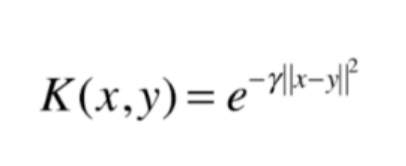 K(x,y) = e^{-γ||x-y||^2}